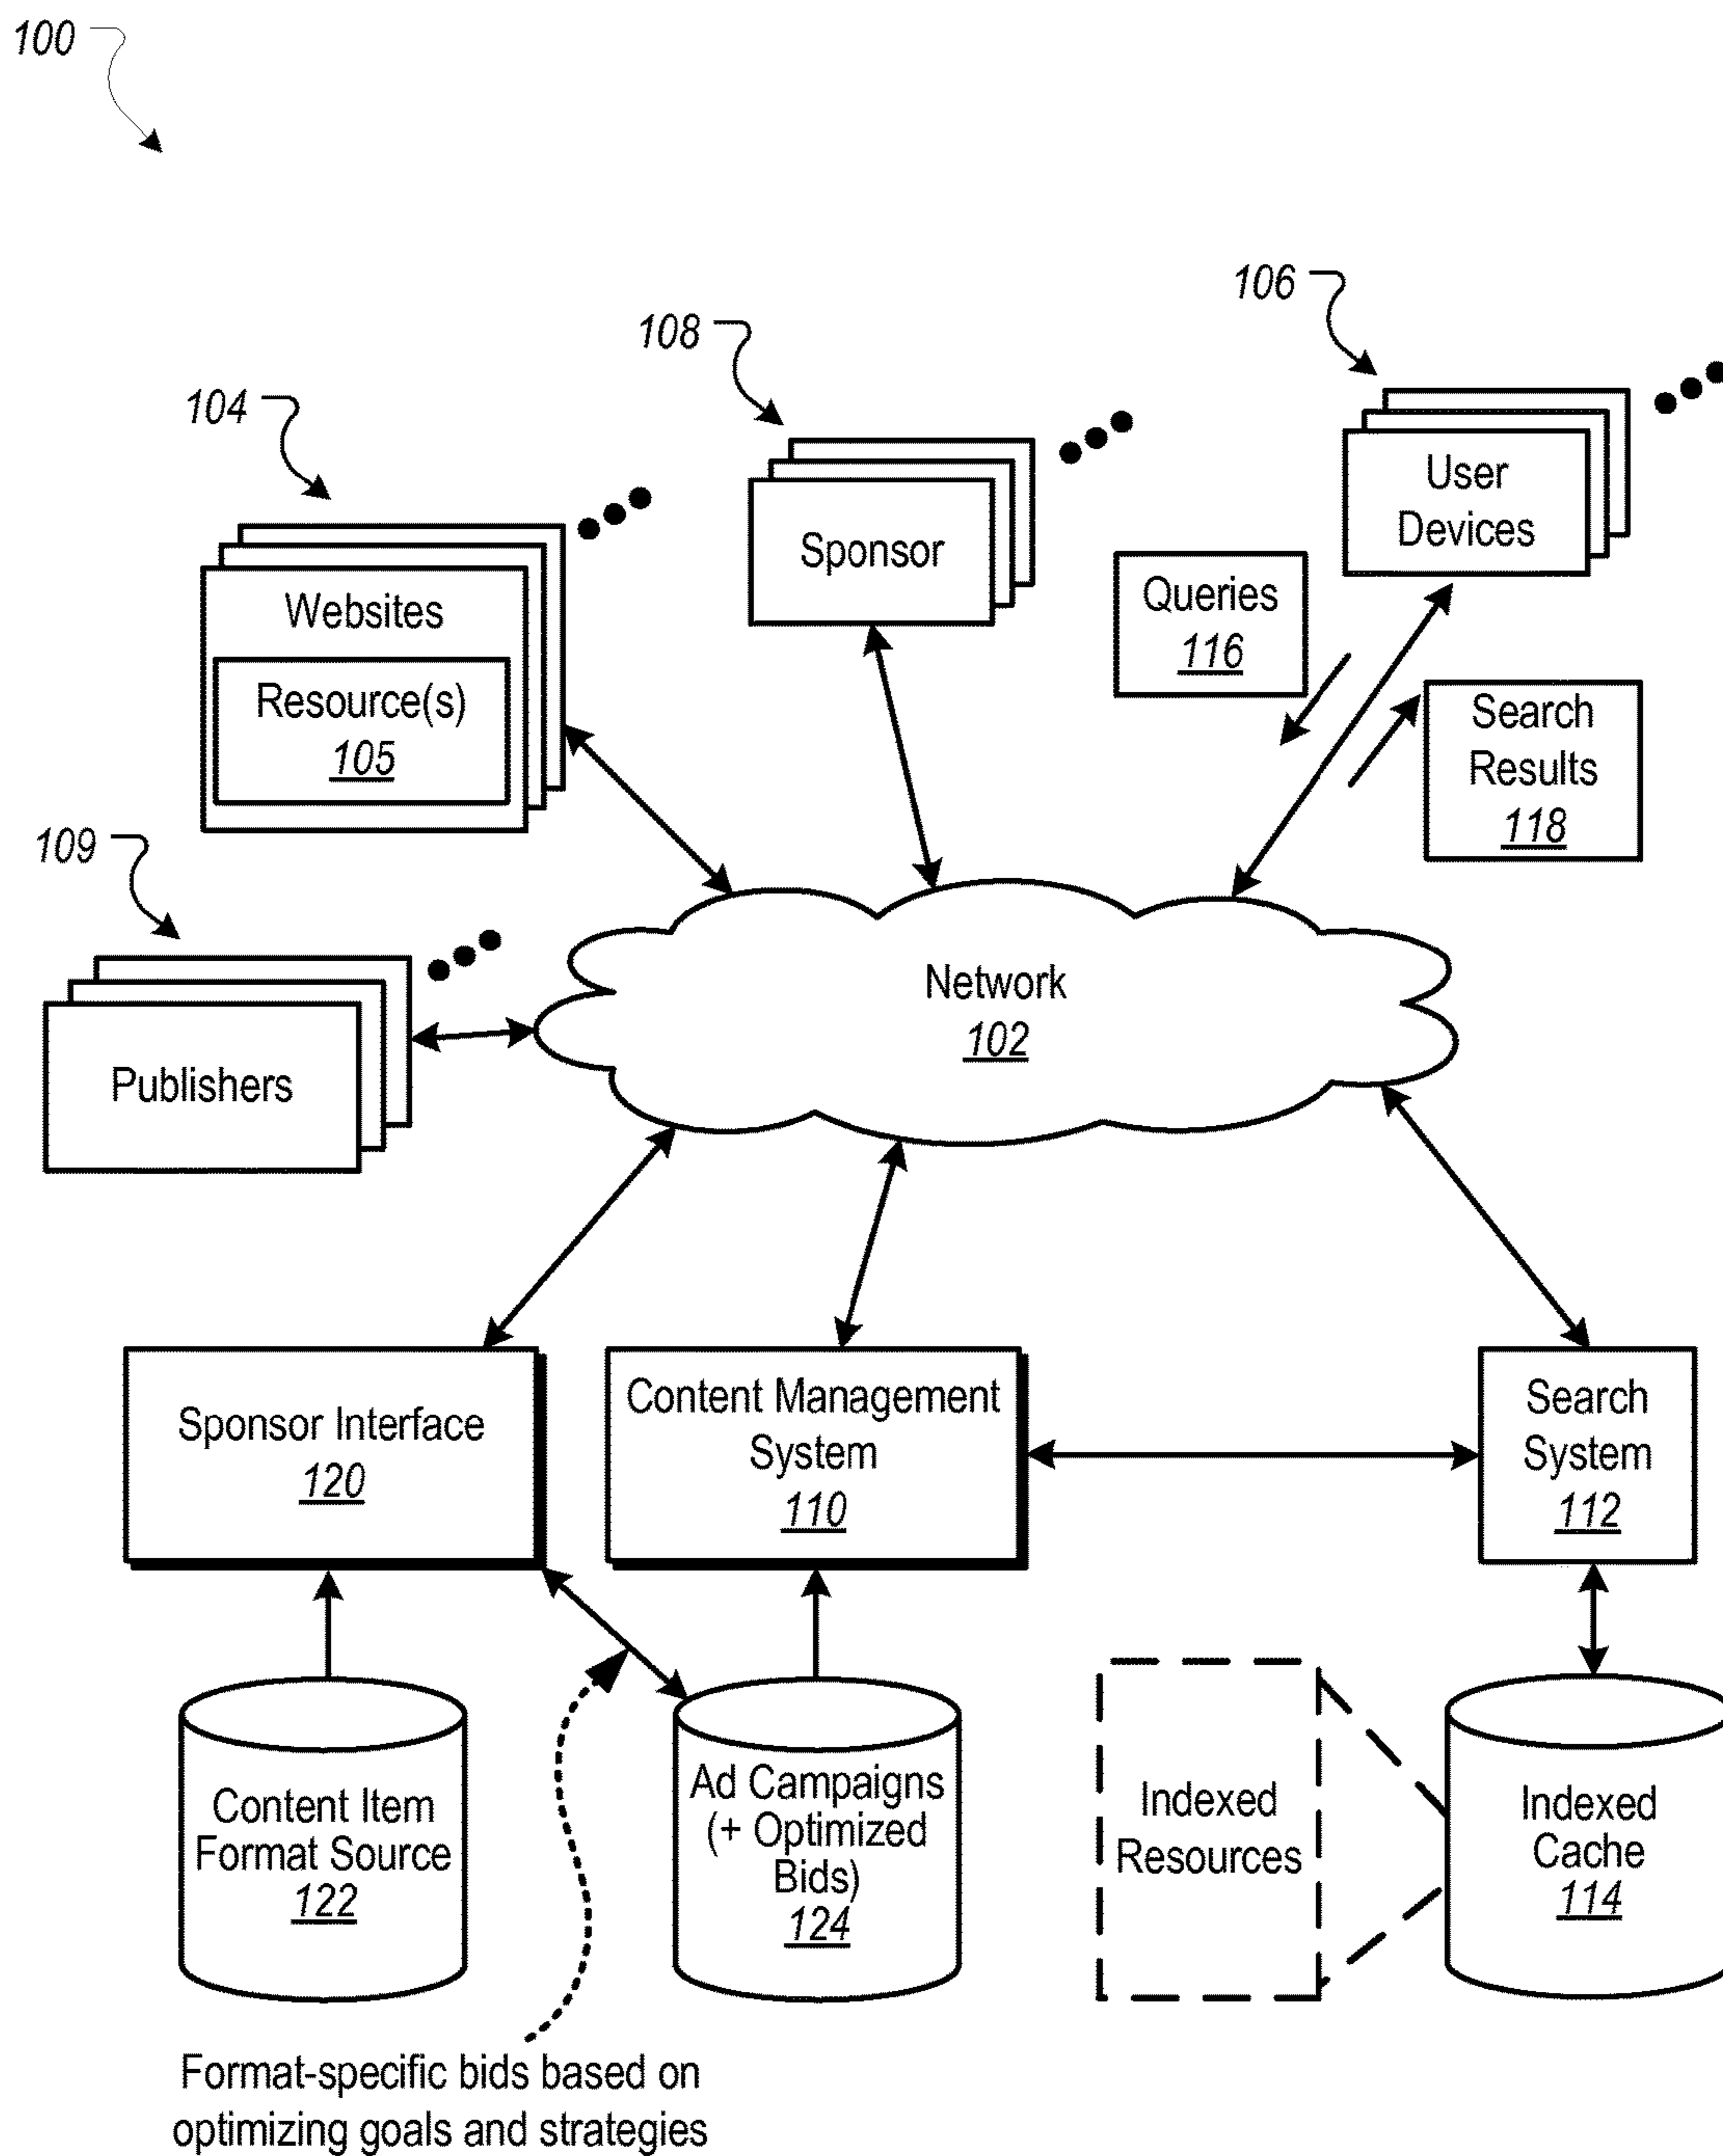 100
106
108
104
User
Devices
Sponsor
Queries
116
Websites
Resource(s)
105
Search
Results
118
109
Network
102
Publishers
Sponsor Interface
120
Content Management
System
110
Search
System
112
Content Item
Format Source
122
Ad Campaigns
(+ Optimized
Bids)
124
Indexed
Resources
Indexed
Cache
114
Format-specific bids based on
optimizing goals and strategies